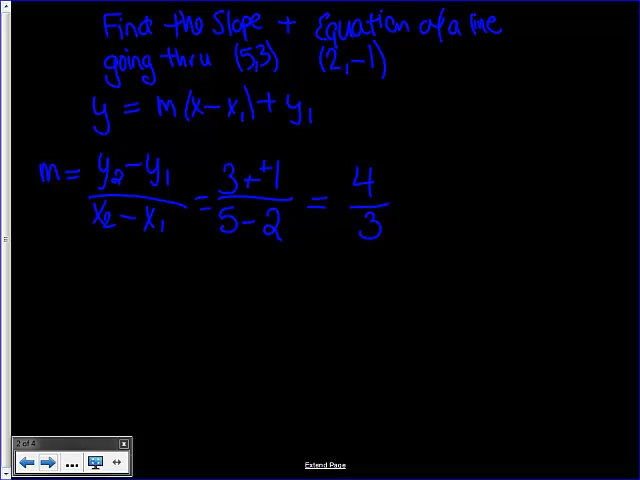 Find the Slope + Equation of a line
going thru (5,3) (2,-1)
y = m(x-x₁)+y₁
m = y₂-y₁/x₂-x₁ = 3++1/5-2 = 4/3
2 of 4
Extend Page